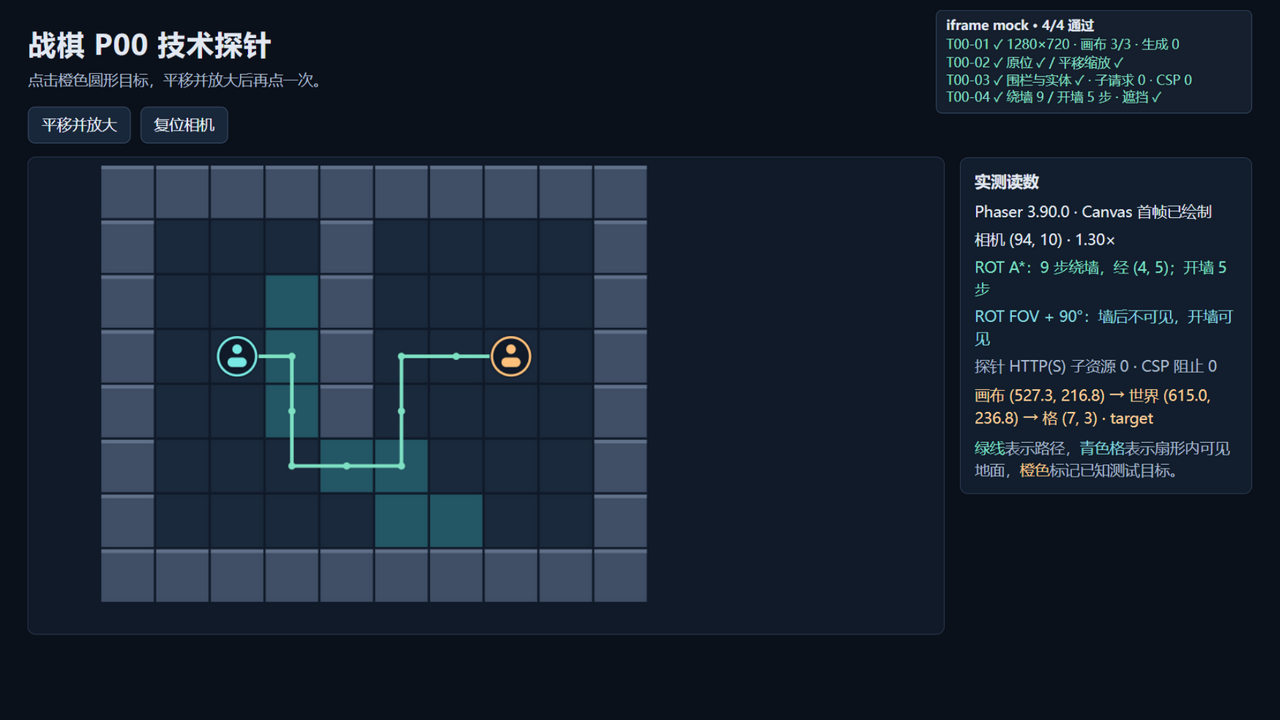 战棋 P00 技术探针
点击橙色圆形目标，平移并放大后再点一次。
平移并放大
复位相机
iframe mock • 4/4 通过
T00-01 ✓ 1280×720 · 画布 3/3 · 生成 0
T00-02 ✓ 原位 ✓ / 平移缩放 ✓
T00-03 ✓ 围栏与实体 ✓ · 子请求 0 · CSP 0
T00-04 ✓ 绕墙 9 / 开墙 5 步 · 遮挡 ✓
实测读数
Phaser 3.90.0 · Canvas 首帧已绘制
相机 (94, 10) · 1.30×
ROT A*：9 步绕墙，经 (4, 5)；开墙 5
步
ROT FOV + 90°：墙后不可见，开墙可
见
探针 HTTP(S) 子资源 0 · CSP 阻止 0
画布 (527.3, 216.8) → 世界 (615.0,
236.8) → 格 (7, 3) · target
绿线表示路径，青色格表示扇形内可见
地面，橙色标记已知测试目标。